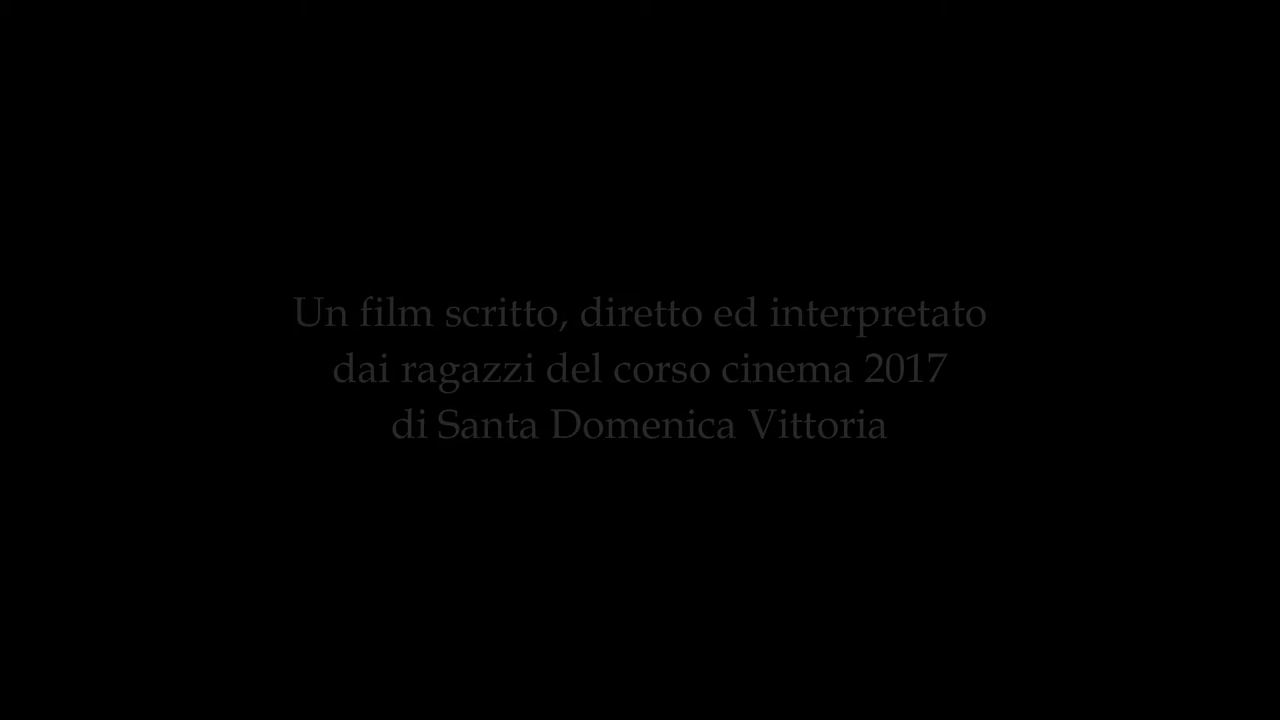 Un film scritto, diretto ed interpretato
dai ragazzi del corso cinema 2017
di Santa Domenica Vittoria